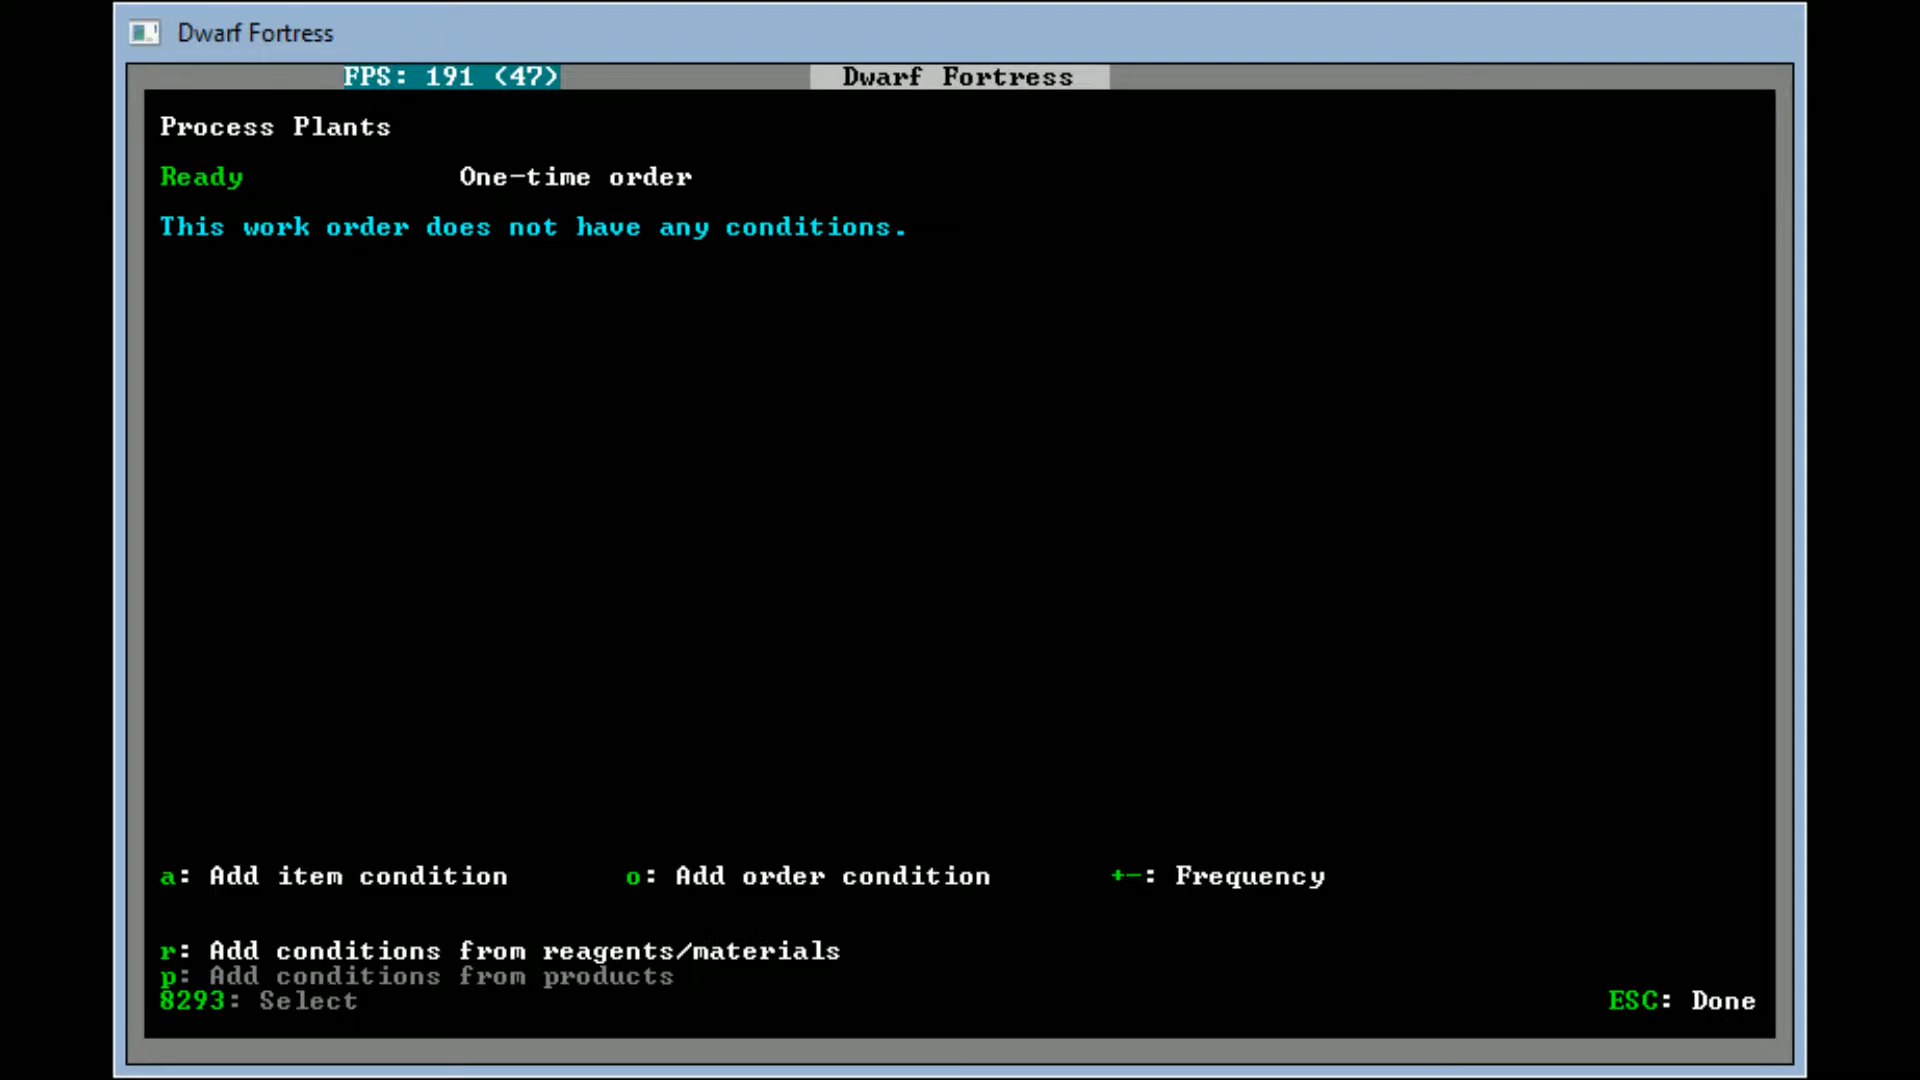 Dwarf Fortress
FPS: 191 (47) Dwarf Fortress
Process Plants
Ready One-time order
This work order does not have any conditions.
a: Add item condition o: Add order condition +-: Frequency
r: Add conditions from reagents/materials
p: Add conditions from products
8293: Select ESC: Done